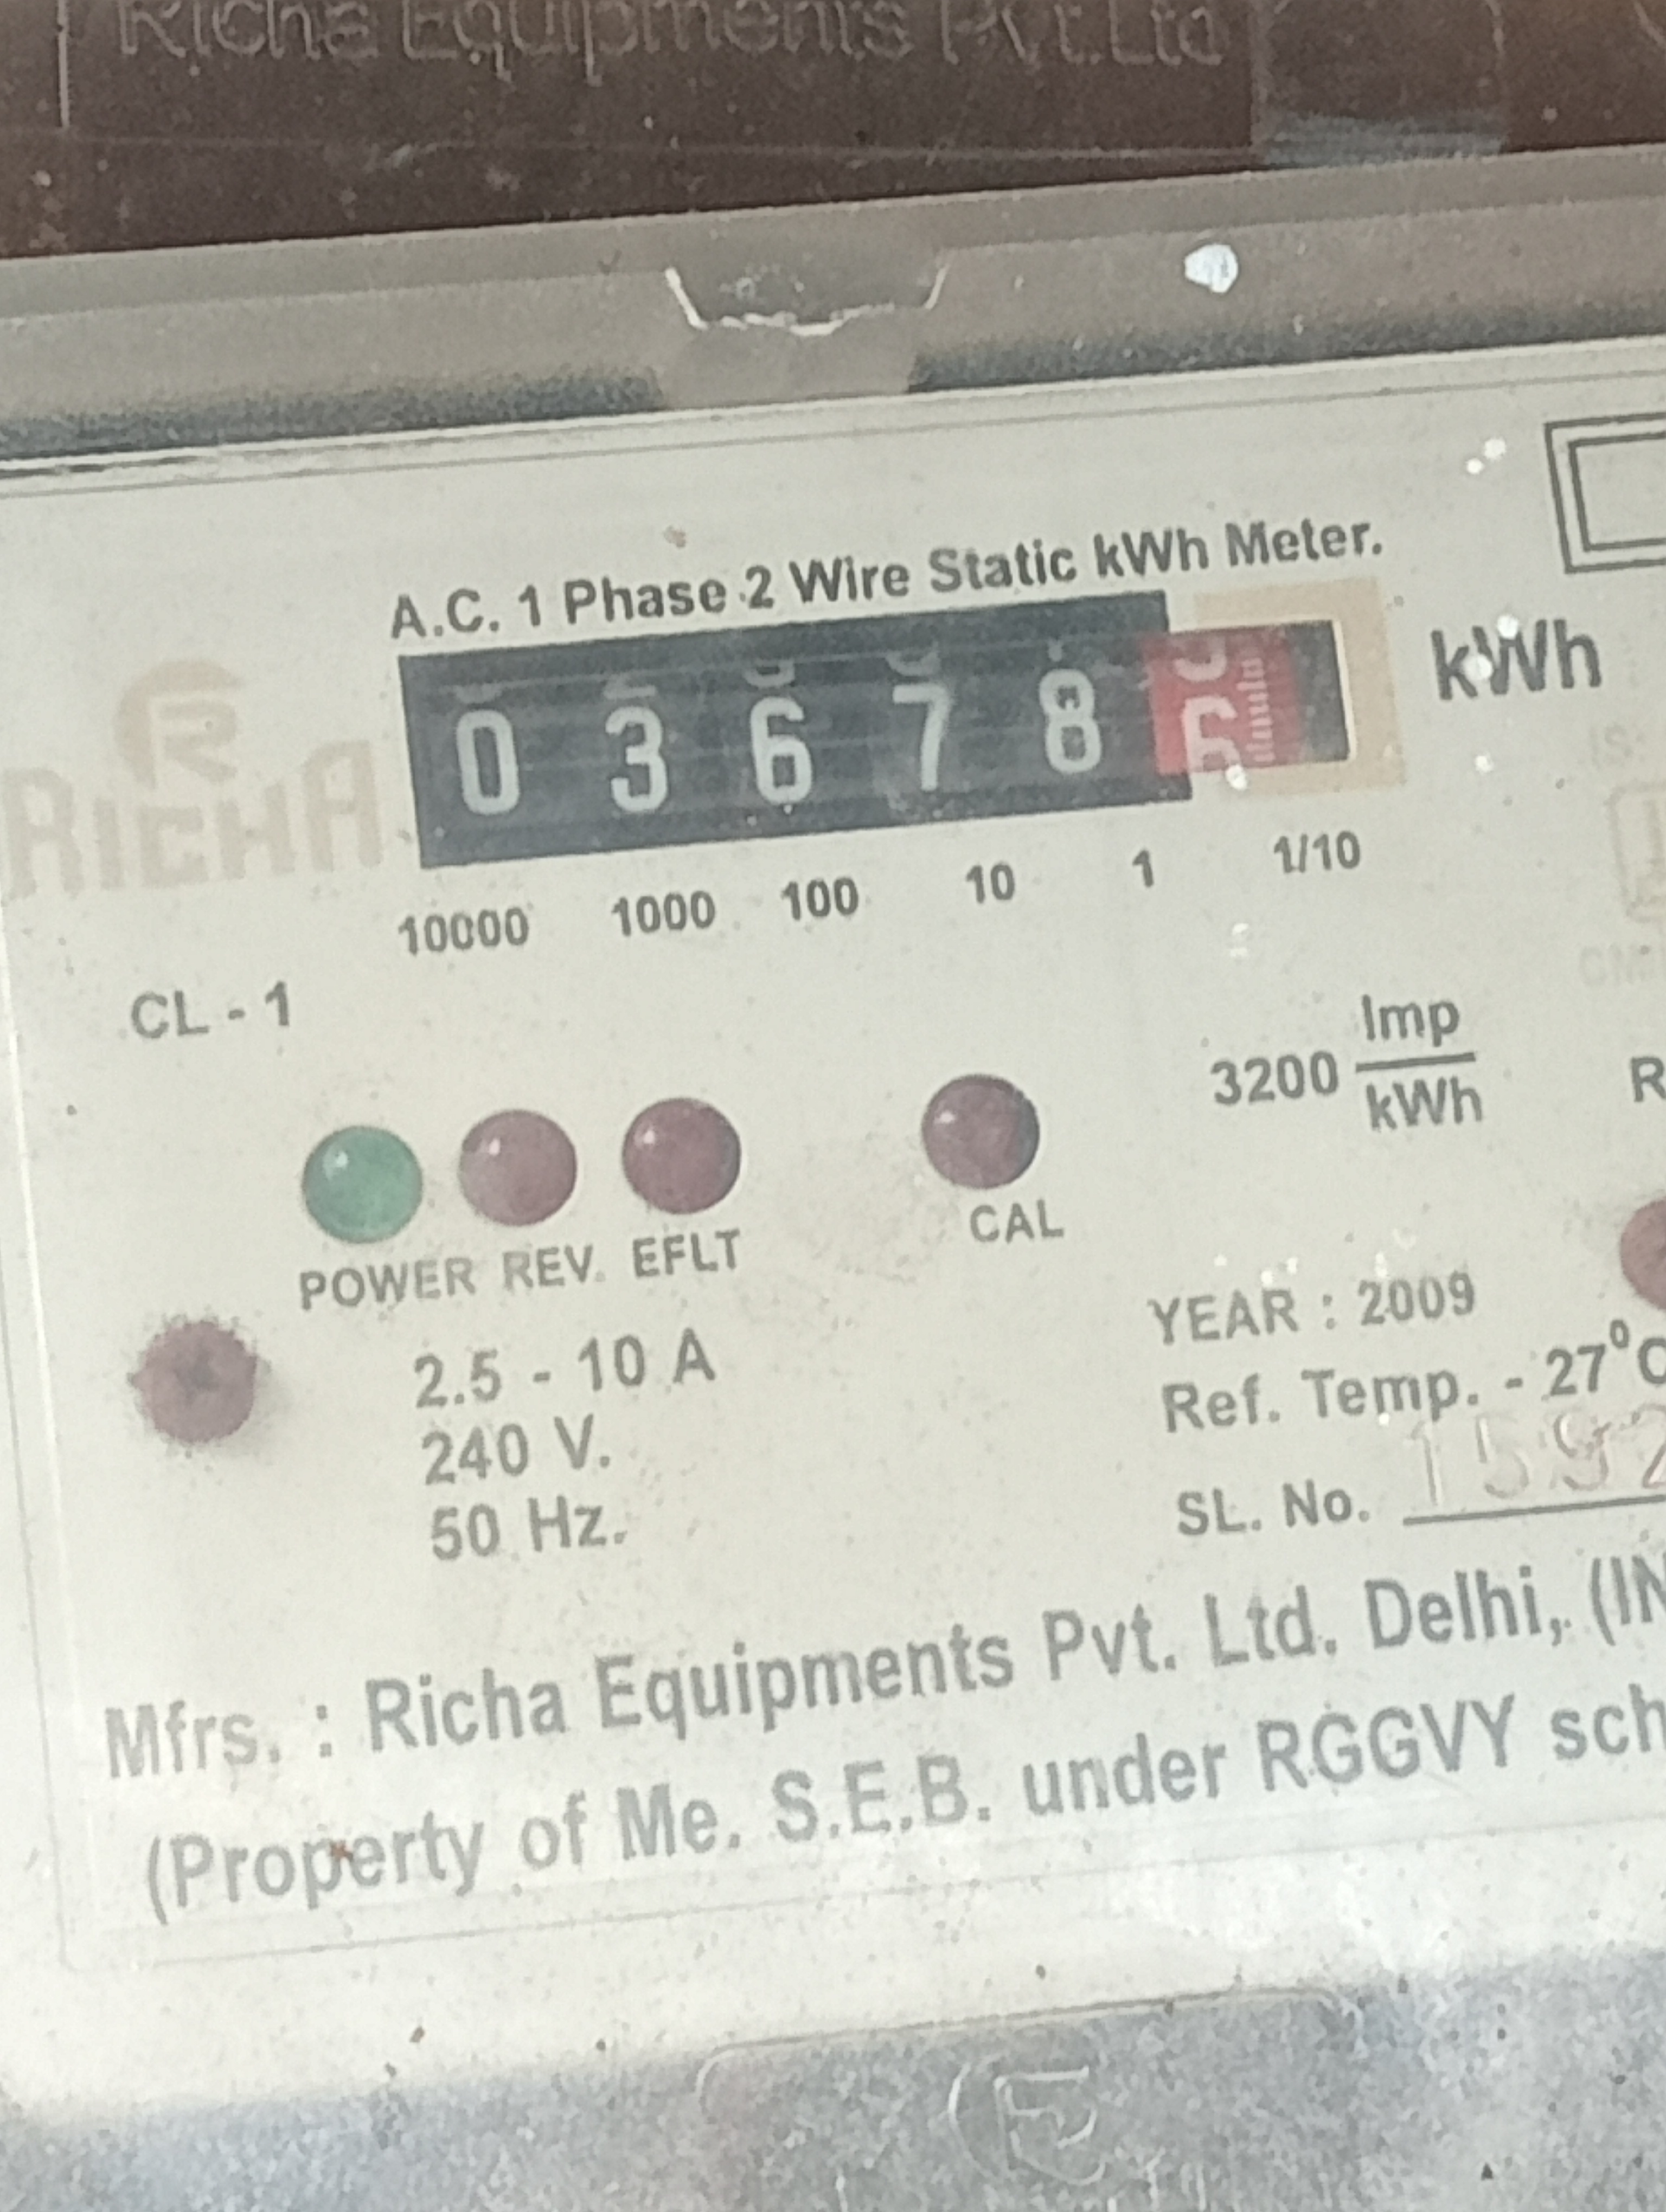 Richa Equipments Pvt.Ltd
A.C. 1 Phase 2 Wire Static kWh Meter.
0 3 6 7 8 kWh
RICHA
10000 1000 100 10 1 1/10
CL - 1
3200 Imp/kWh
POWER REV. EFLT
CAL
2.5 - 10 A
240 V.
50 Hz.
YEAR : 2009
Ref. Temp. - 27°C
SL. No.
Mfrs. : Richa Equipments Pvt. Ltd. Delhi, (IN
(Property of Me. S.E.B. under RGGVY sch